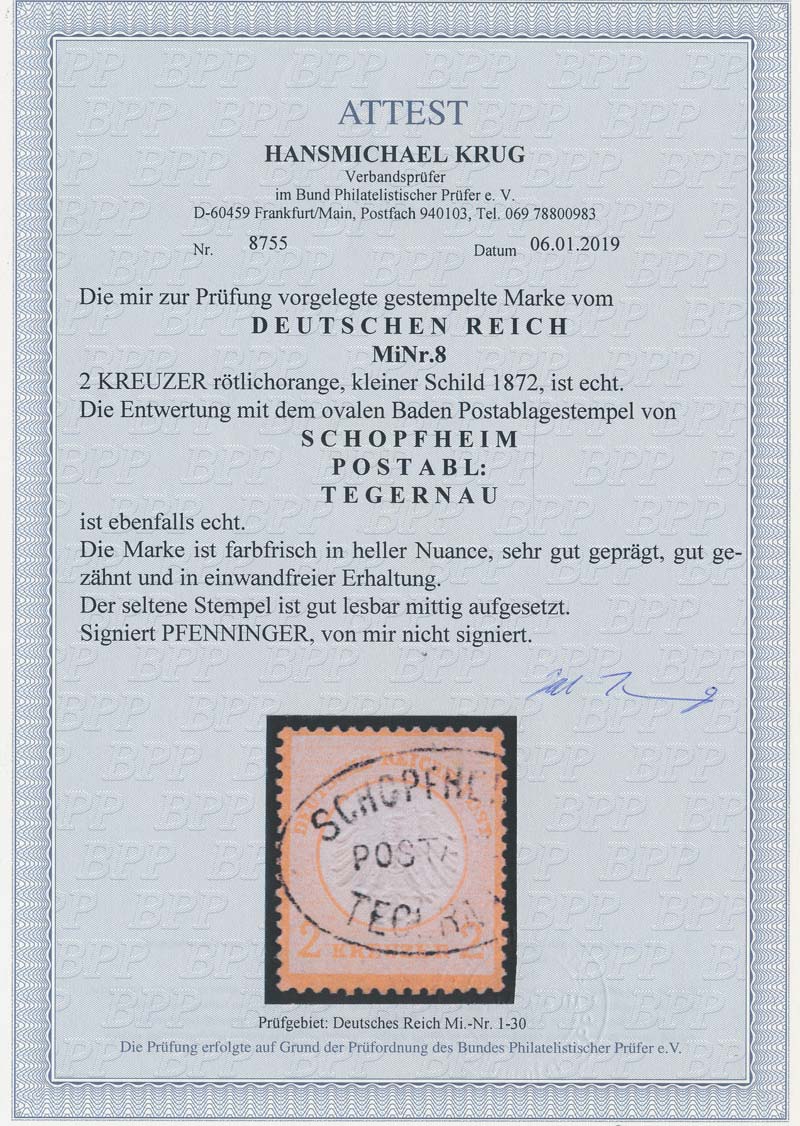 ATTEST
HANSMICHAEL KRUG
Verbandsprüfer
im Bund Philatelistischer Prüfer e. V.
D-60459 Frankfurt/Main, Postfach 940103, Tel. 069 78800983
Nr. 8755 Datum 06.01.2019
Die mir zur Prüfung vorgelegte gestempelte Marke vom
DEUTSCHEN REICH
MiNr.8
2 KREUZER rötlichorange, kleiner Schild 1872, ist echt.
Die Entwertung mit dem ovalen Baden Postablagestempel von
SCHOPFHEIM
POSTABL:
TEGERNAU
ist ebenfalls echt.
Die Marke ist farbfrisch in heller Nuance, sehr gut geprägt, gut ge-
zähnt und in einwandfreier Erhaltung.
Der seltene Stempel ist gut lesbar mittig aufgesetzt.
Signiert PFENNINGER, von mir nicht signiert.
SCHOPFHEI
POSTA
2 KREUZER 2
Prüfgebiet: Deutsches Reich Mi.-Nr. 1-30
Die Prüfung erfolgte auf Grund der Prüfordnung des Bundes Philatelistischer Prüfer e.V.